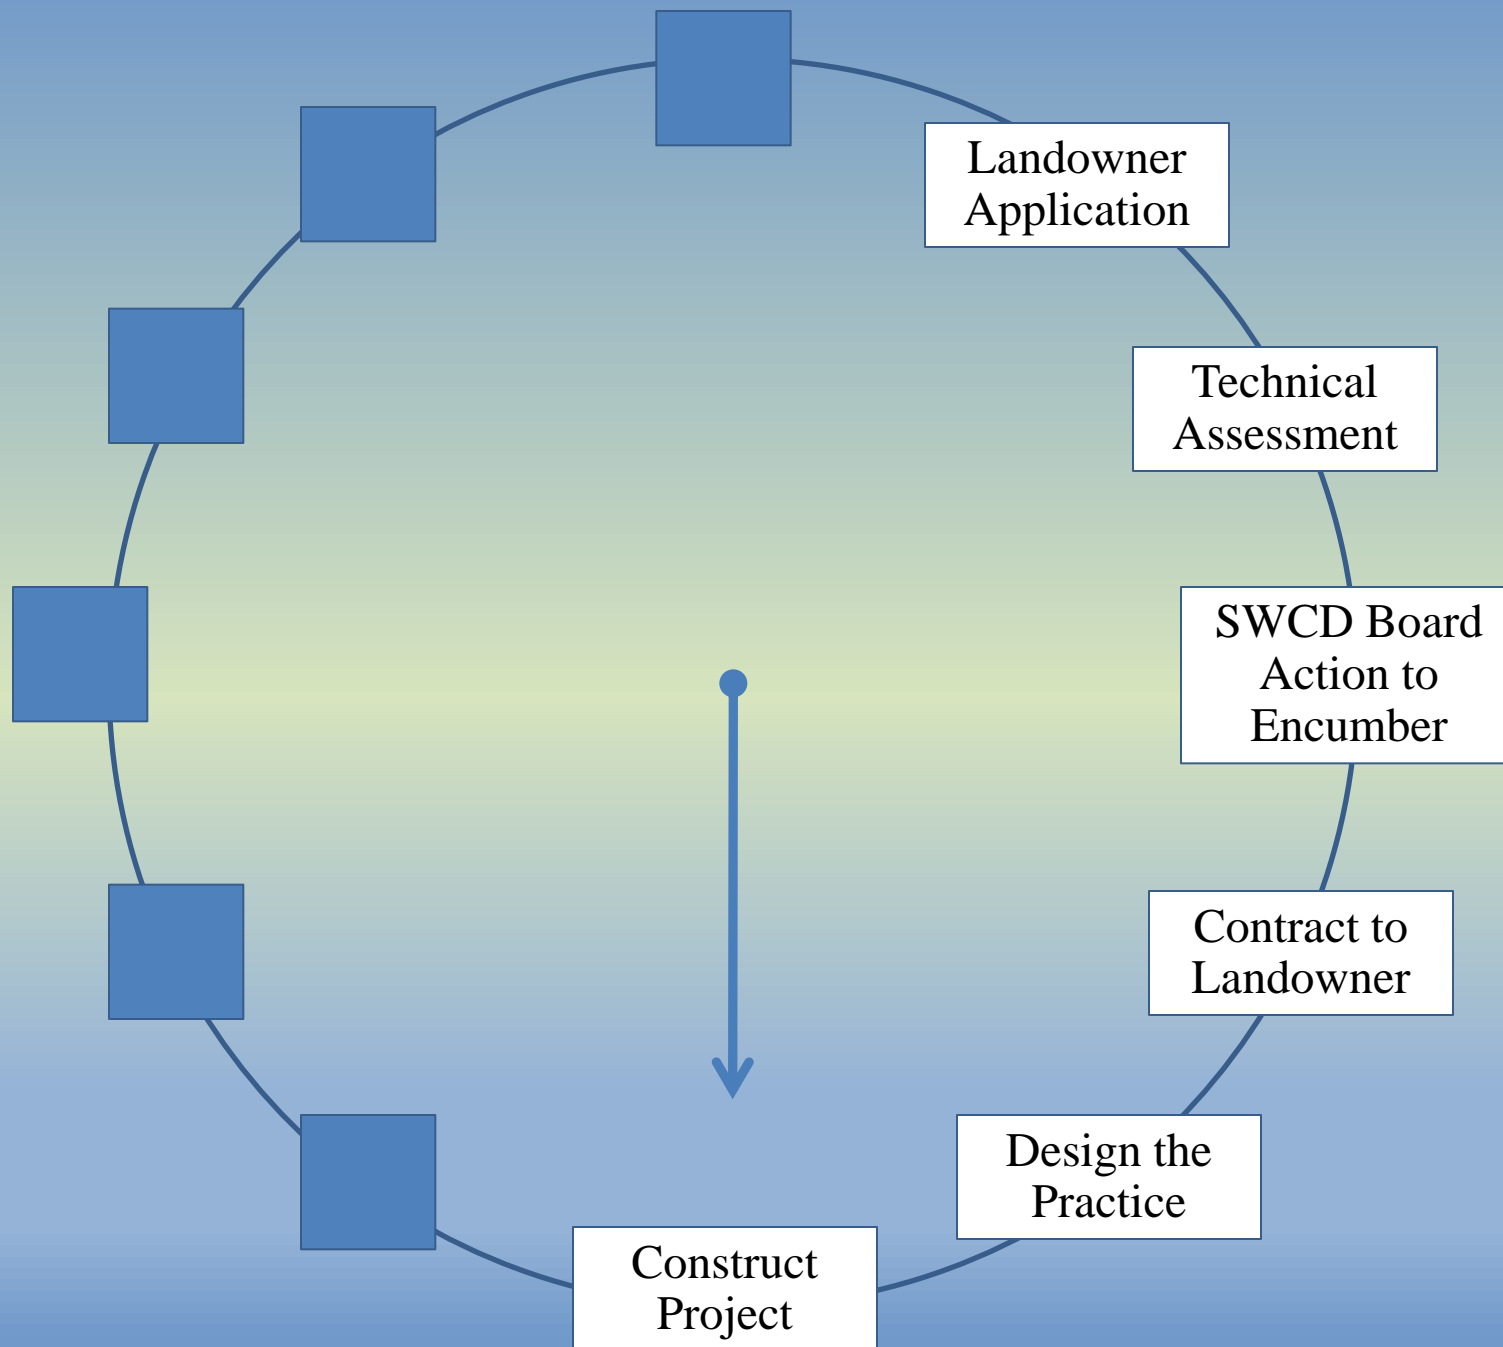 Landowner
Application
Technical
Assessment
SWCD Board
Action to
Encumber
Contract to
Landowner
Design the
Practice
Construct
Project